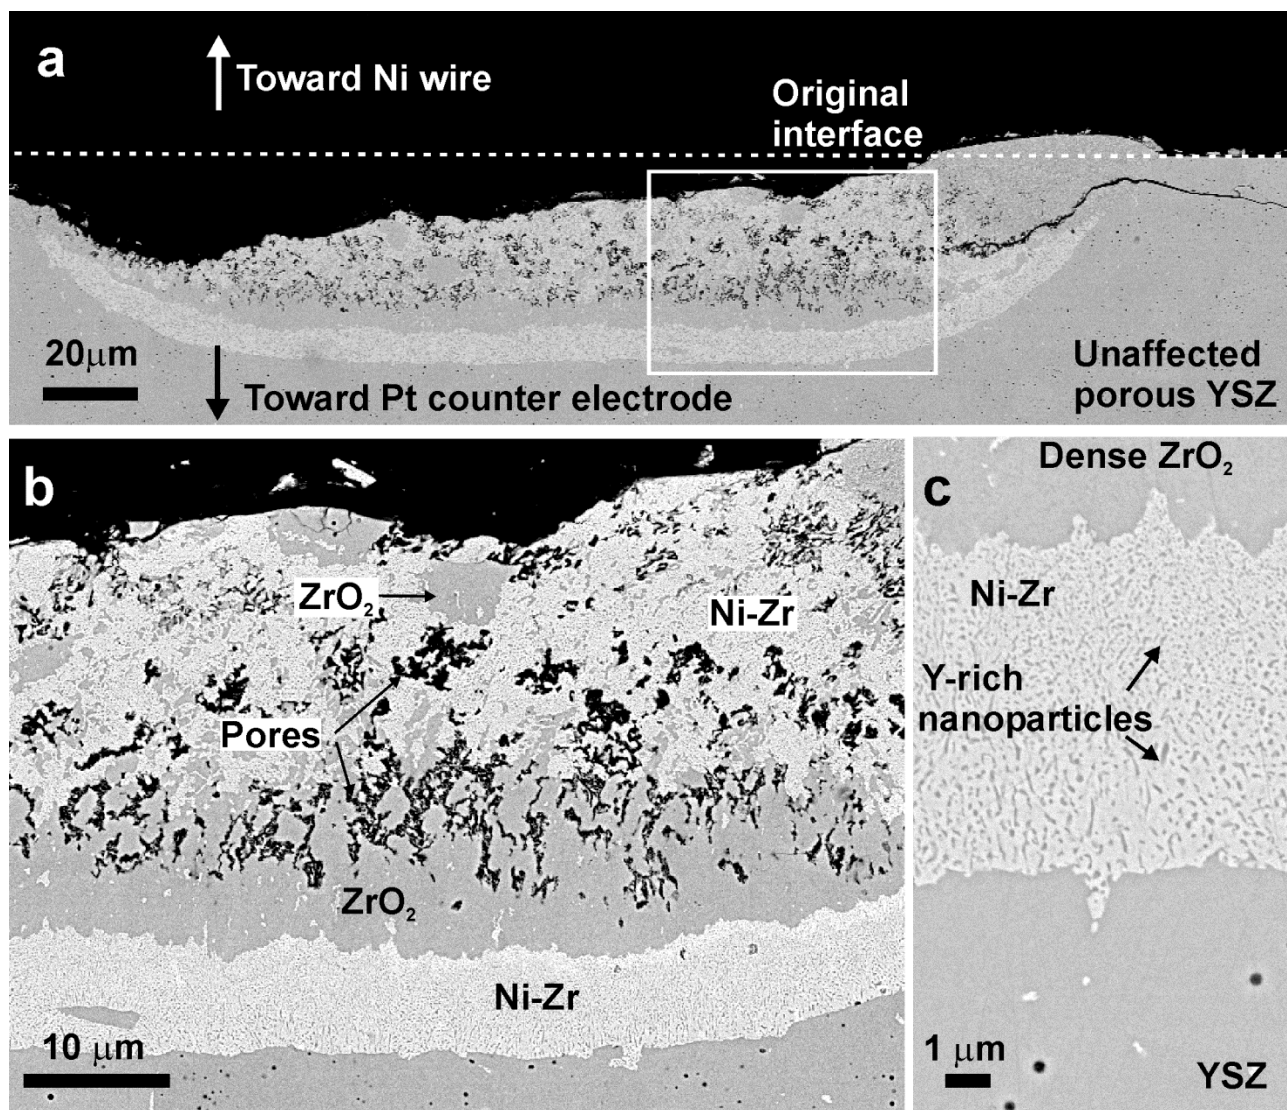 a
Toward Ni wire
Original
interface
20μm
Toward Pt counter electrode
Unaffected
porous YSZ
b
ZrO₂
Ni-Zr
Pores
ZrO₂
Ni-Zr
10 μm
c
Dense ZrO₂
Ni-Zr
Y-rich
nanoparticles
1 μm
YSZ